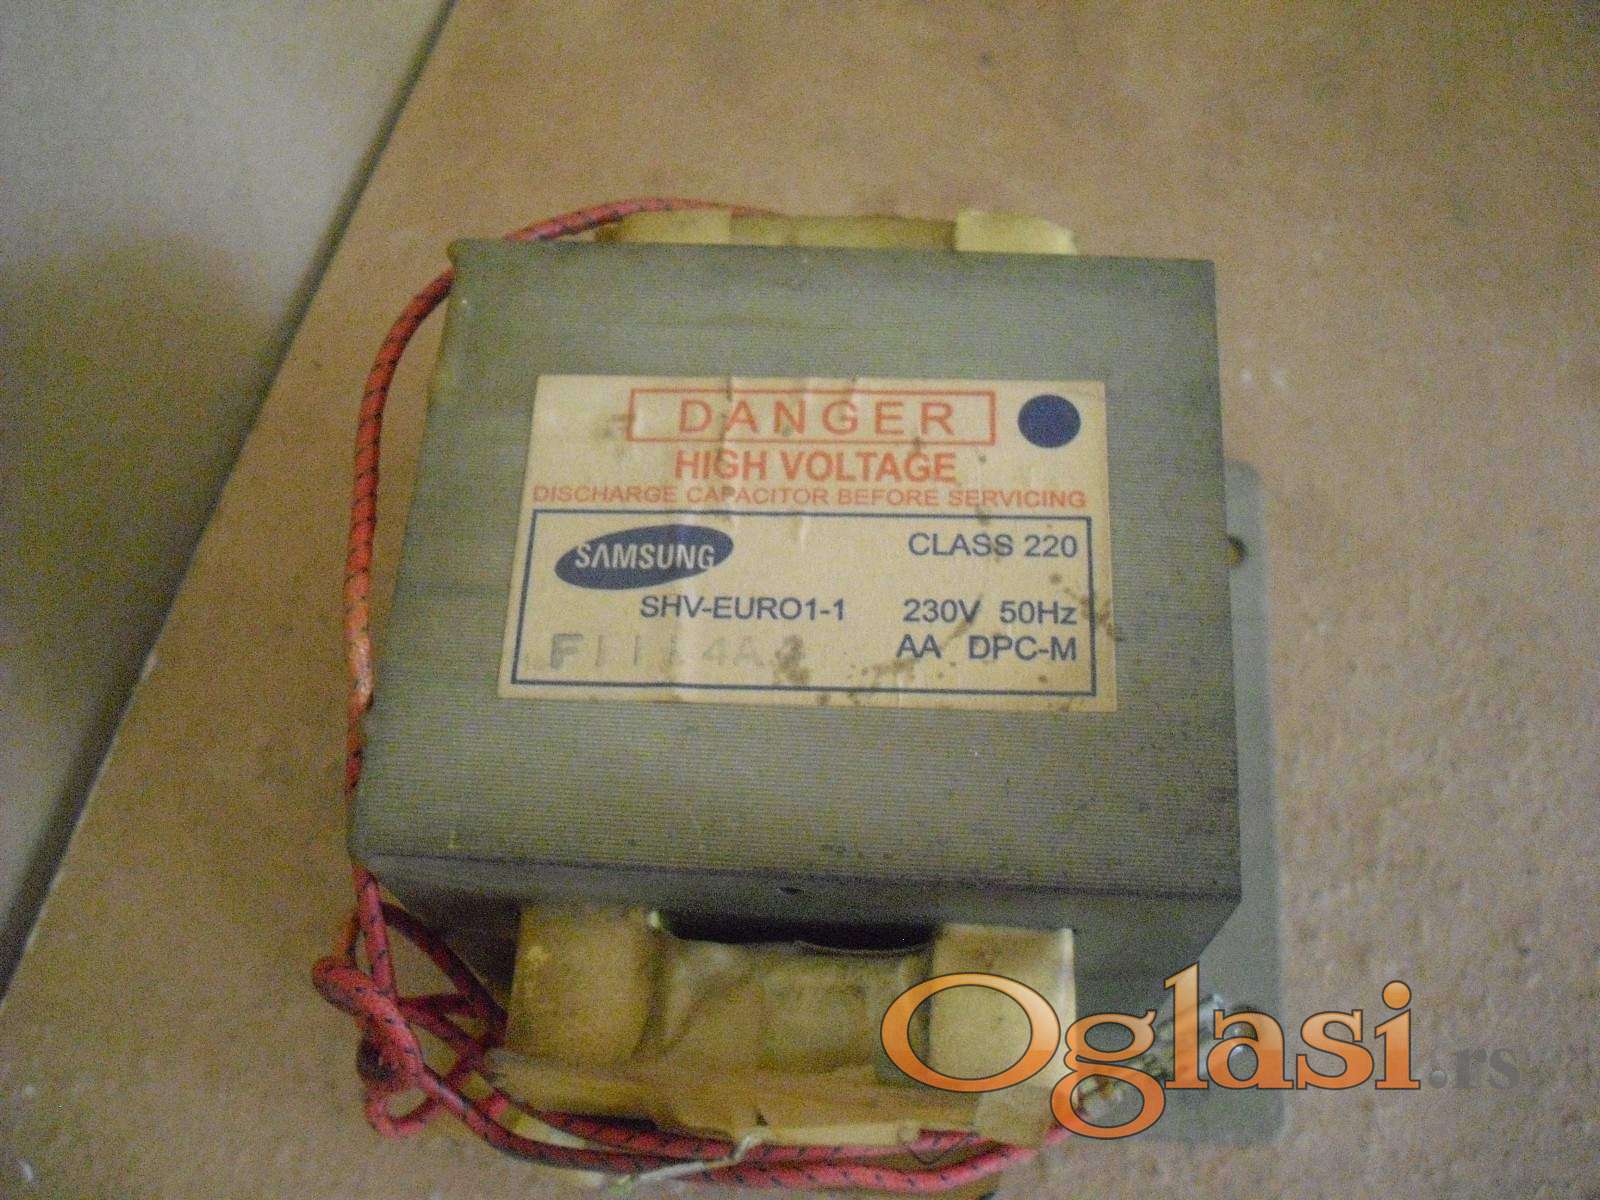 DANGER
HIGH VOLTAGE
DISCHARGE CAPACITOR BEFORE SERVICING
SAMSUNG
CLASS 220
SHV-EURO1-1 230V 50Hz
AA DPC-M
Oglasi.rs